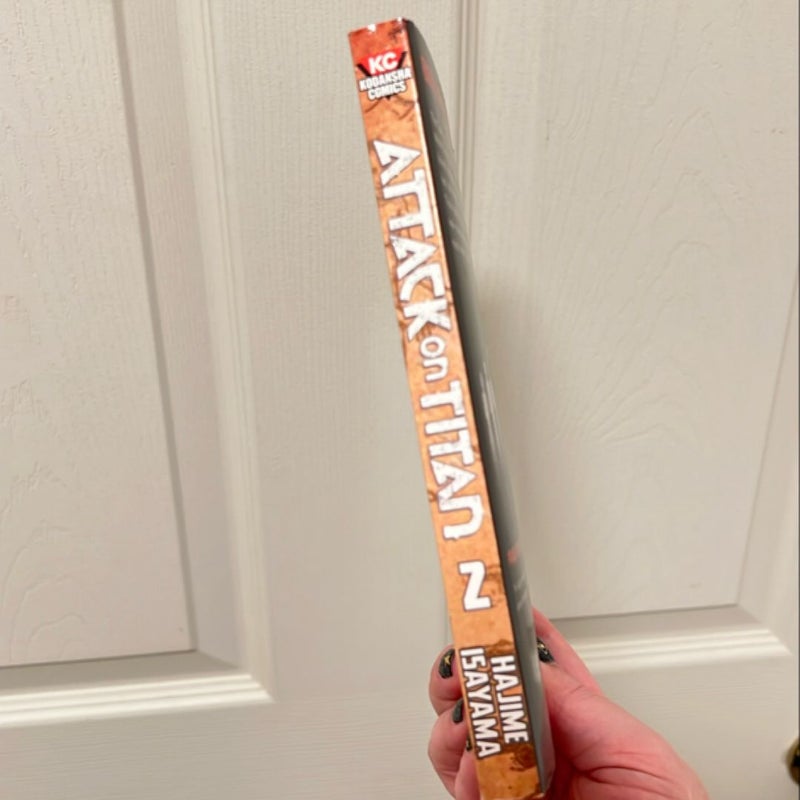 KC
KODANSHA
COMICS
ATTACK on TITAN
2
HAJIME
ISAYAMA